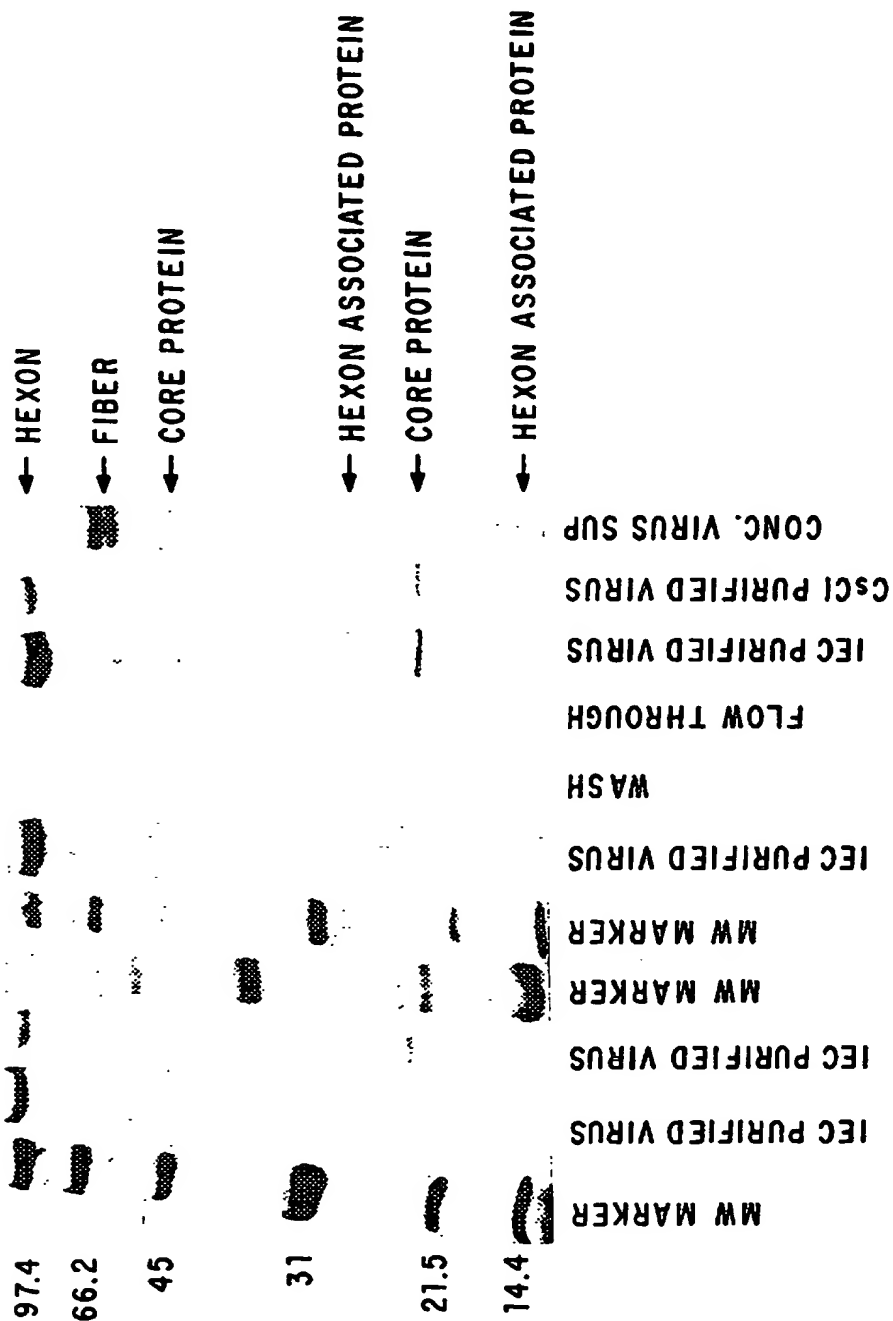 97.4
66.2
45
31
21.5
14.4
HEXON
FIBER
CORE PROTEIN
HEXON ASSOCIATED PROTEIN
CORE PROTEIN
HEXON ASSOCIATED PROTEIN
MW MARKER
IEC PURIFIED VIRUS
IEC PURIFIED VIRUS
MW MARKER
MW MARKER
IEC PURIFIED VIRUS
WASH
FLOW THROUGH
IEC PURIFIED VIRUS
CsCl PURIFIED VIRUS
CONC. VIRUS SUP